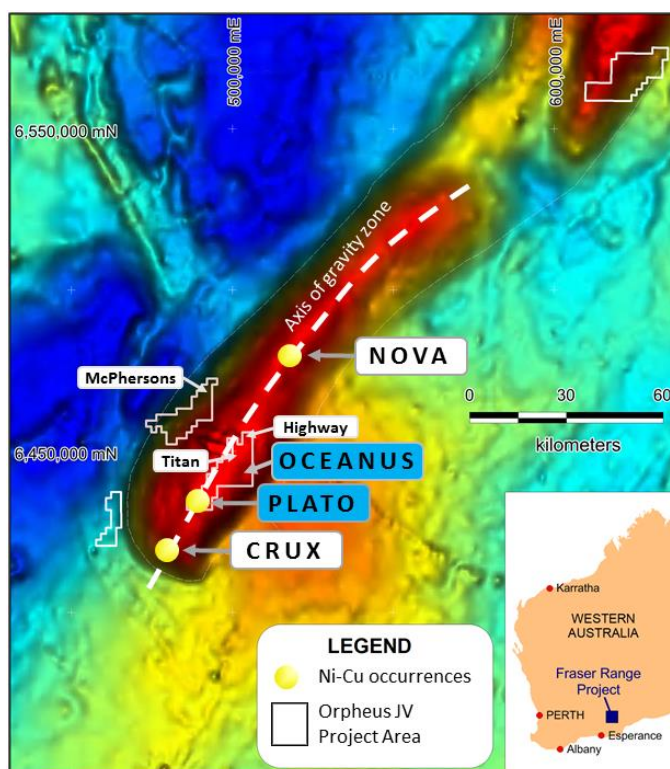 500,000 mE
600,000 mE
6,550,000 mN
Axis of gravity zone
NOVA
McPhersons
0 30 60
kilometers
Highway
Titan
6,450,000 mN
OCEANUS
PLATO
CRUX
LEGEND
Ni-Cu occurrences
Orpheus JV
Project Area
Karratha
WESTERN
AUSTRALIA
Fraser Range
Project
PERTH
Esperance
Albany